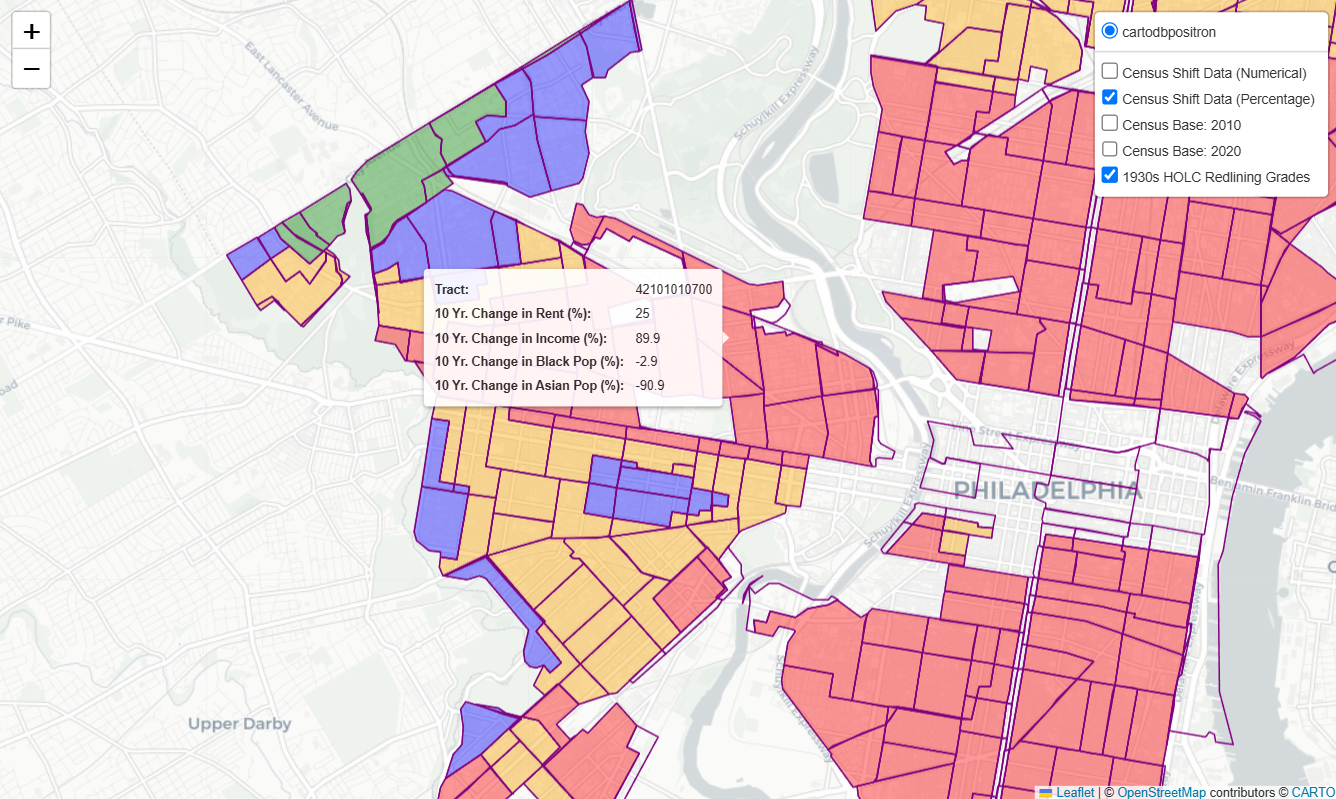 +
−
cartodbpositron
Census Shift Data (Numerical)
Census Shift Data (Percentage)
Census Base: 2010
Census Base: 2020
1930s HOLC Redlining Grades
East Lancaster Avenue
Schuylkill Expressway
Tract: 42101010700
10 Yr. Change in Rent (%): 25
10 Yr. Change in Income (%): 89.9
10 Yr. Change in Black Pop (%): -2.9
10 Yr. Change in Asian Pop (%): -90.9
Pike
Vine Street Expressway
PHILADELPHIA
Benjamin Franklin
Schuylkill Expressway
Schuylkill Expressway
Upper Darby
Leaflet | © OpenStreetMap contributors © CARTO